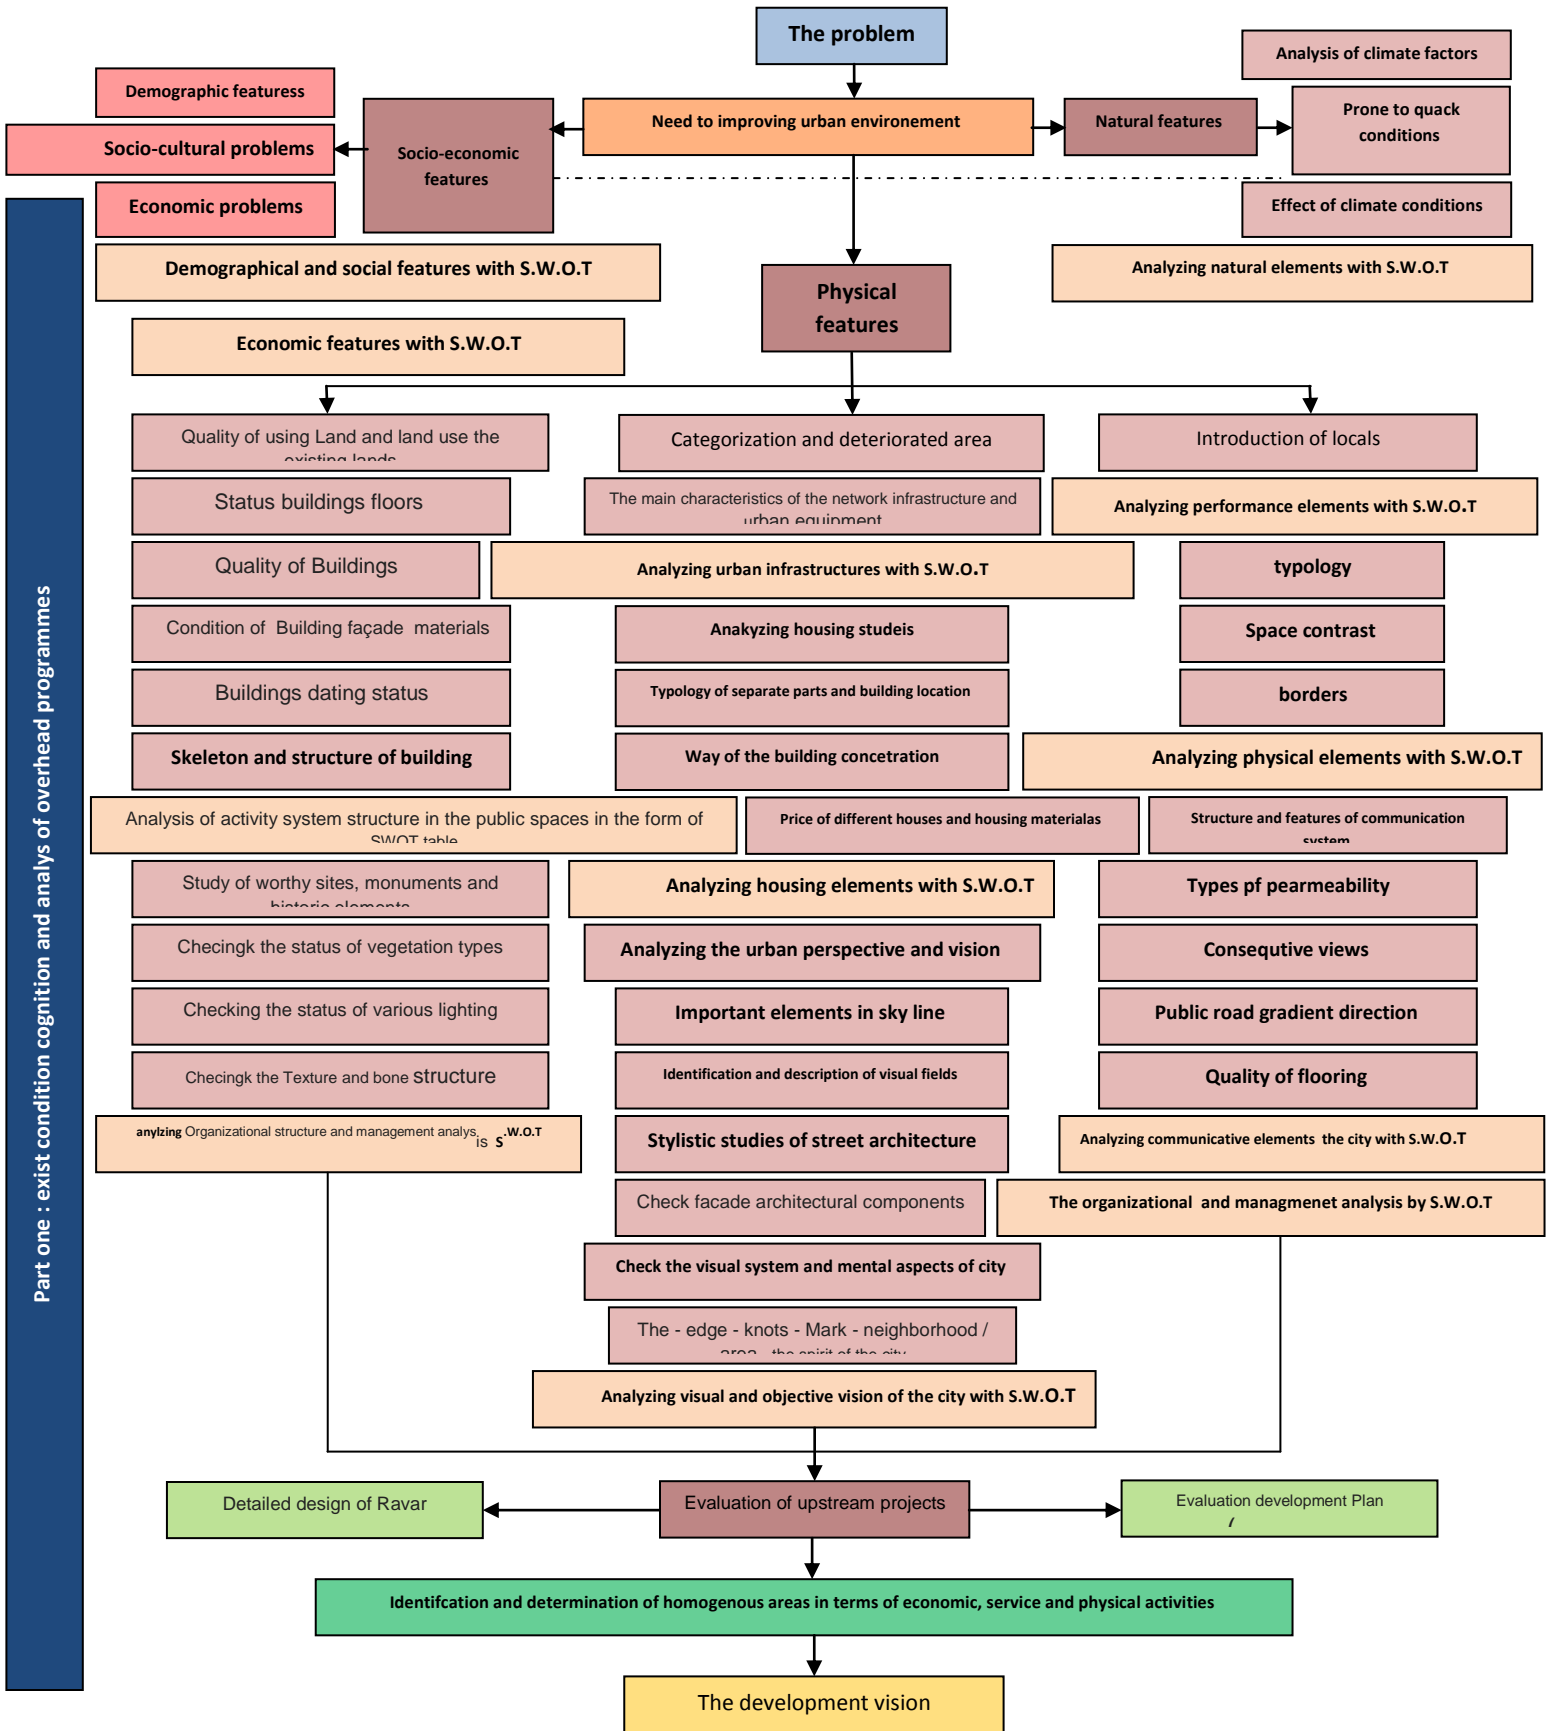 The problem
Analysis of climate factors
Demographic featuress
Need to improving urban environement
Natural features
Prone to quack
conditions
Socio-cultural problems
Socio-economic
features
Economic problems
Effect of climate conditions
Demographical and social features with S.W.O.T
Analyzing natural elements with S.W.O.T
Physical
features
Economic features with S.W.O.T
Quality of using Land and land use the
existing lands
Categorization and deteriorated area
Introduction of locals
Status buildings floors
The main characteristics of the network infrastructure and
urban equipment
Analyzing performance elements with S.W.O.T
Quality of Buildings
Analyzing urban infrastructures with S.W.O.T
typology
Condition of Building façade materials
Anakyzing housing studeis
Space contrast
Buildings dating status
Typology of separate parts and building location
borders
Skeleton and structure of building
Way of the building concetration
Analyzing physical elements with S.W.O.T
Analysis of activity system structure in the public spaces in the form of
SWOT table
Price of different houses and housing materialas
Structure and features of communication
system
Study of worthy sites, monuments and
historic elements
Analyzing housing elements with S.W.O.T
Types pf pearmeability
Checingk the status of vegetation types
Analyzing the urban perspective and vision
Consequtive views
Checking the status of various lighting
Important elements in sky line
Public road gradient direction
Checingk the Texture and bone structure
Identification and description of visual fields
Quality of flooring
anylzing Organizational structure and management analysis S.W.O.T
Stylistic studies of street architecture
Analyzing communicative elements the city with S.W.O.T
Check facade architectural components
The organizational and managmenet analysis by S.W.O.T
Check the visual system and mental aspects of city
The - edge - knots - Mark - neighborhood /
area - the spirit of the city
Analyzing visual and objective vision of the city with S.W.O.T
Detailed design of Ravar
Evaluation of upstream projects
Evaluation development Plan
Identifcation and determination of homogenous areas in terms of economic, service and physical activities
The development vision
Part one : exist condition cognition and analys of overhead programmes